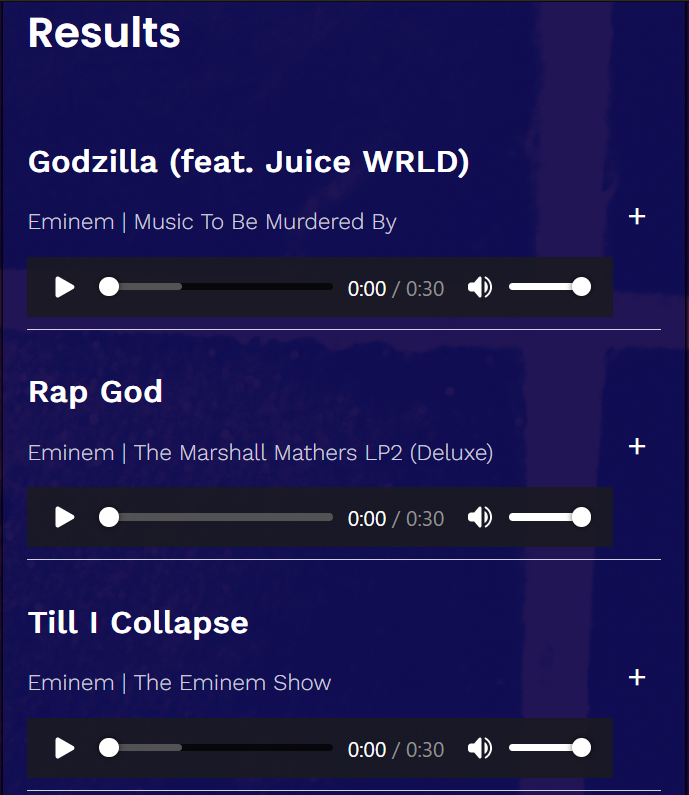 Results
Godzilla (feat. Juice WRLD)
Eminem | Music To Be Murdered By
+
0:00 / 0:30
Rap God
Eminem | The Marshall Mathers LP2 (Deluxe)
+
0:00 / 0:30
Till I Collapse
Eminem | The Eminem Show
+
0:00 / 0:30